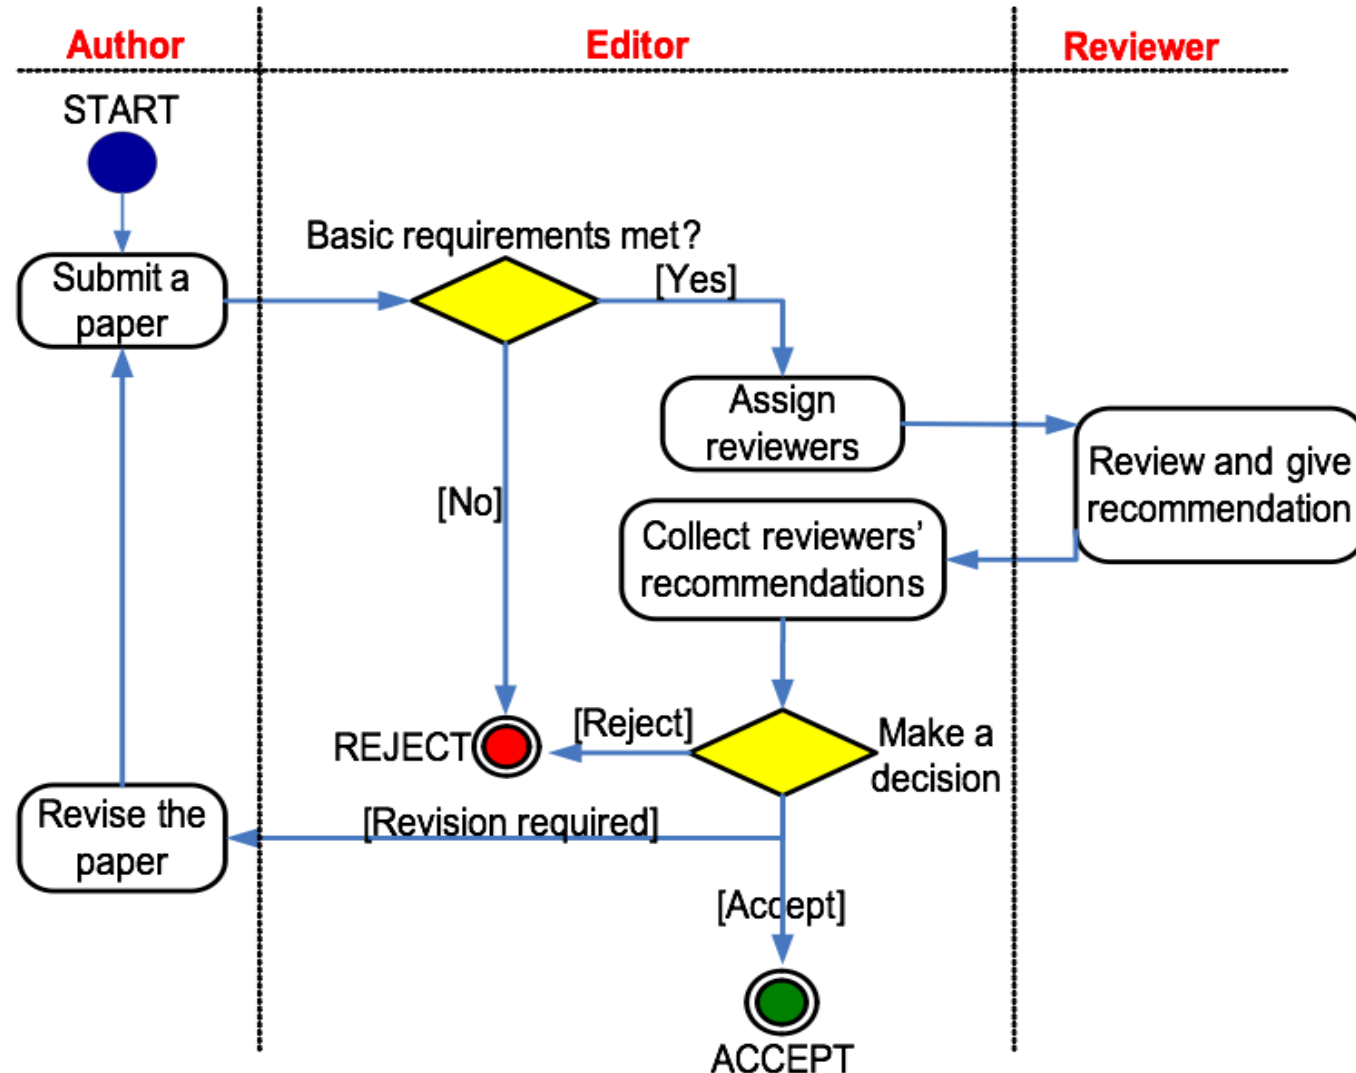 Author
Editor
Reviewer
START
Submit a
paper
Basic requirements met?
[Yes]
Assign
reviewers
Review and give
recommendation
[No]
Collect reviewers’
recommendations
REJECT
[Reject]
Make a
decision
Revise the
paper
[Revision required]
[Accept]
ACCEPT